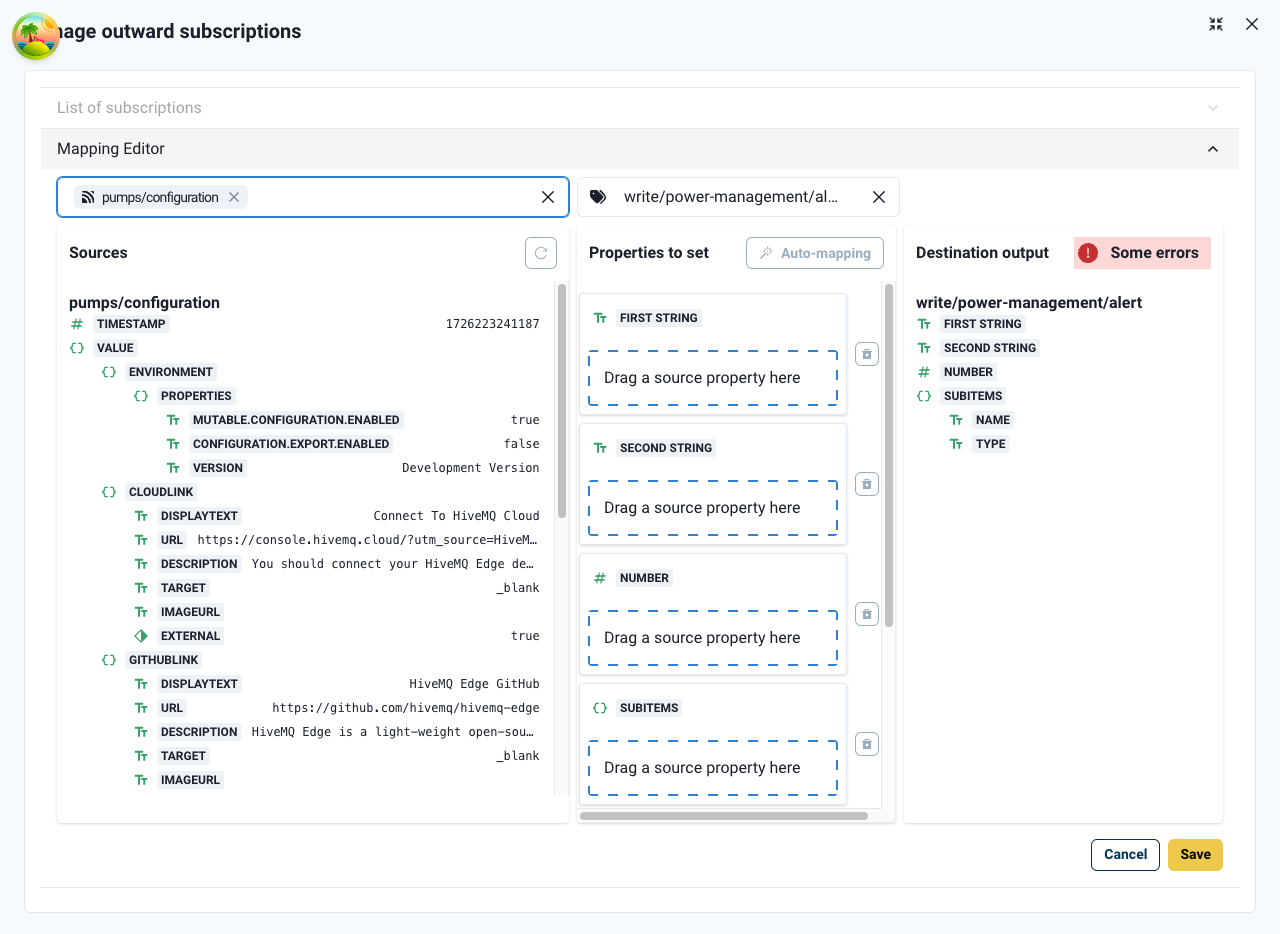 nage outward subscriptions
List of subscriptions
Mapping Editor
pumps/configuration
write/power-management/al...
Sources
Properties to set
Auto-mapping
Destination output
Some errors
pumps/configuration
TIMESTAMP 1726223241187
VALUE
ENVIRONMENT
PROPERTIES
MUTABLE.CONFIGURATION.ENABLED true
CONFIGURATION.EXPORT.ENABLED false
VERSION Development Version
CLOUDLINK
DISPLAYTEXT Connect To HiveMQ Cloud
URL https://console.hivemq.cloud/?utm_source=HiveM...
DESCRIPTION You should connect your HiveMQ Edge de...
TARGET _blank
IMAGEURL
EXTERNAL true
GITHUBLINK
DISPLAYTEXT HiveMQ Edge GitHub
URL https://github.com/hivemq/hivemq-edge
DESCRIPTION HiveMQ Edge is a light-weight open-sou...
TARGET _blank
IMAGEURL
FIRST STRING
Drag a source property here
SECOND STRING
Drag a source property here
NUMBER
Drag a source property here
SUBITEMS
Drag a source property here
write/power-management/alert
FIRST STRING
SECOND STRING
NUMBER
SUBITEMS
NAME
TYPE
Cancel
Save